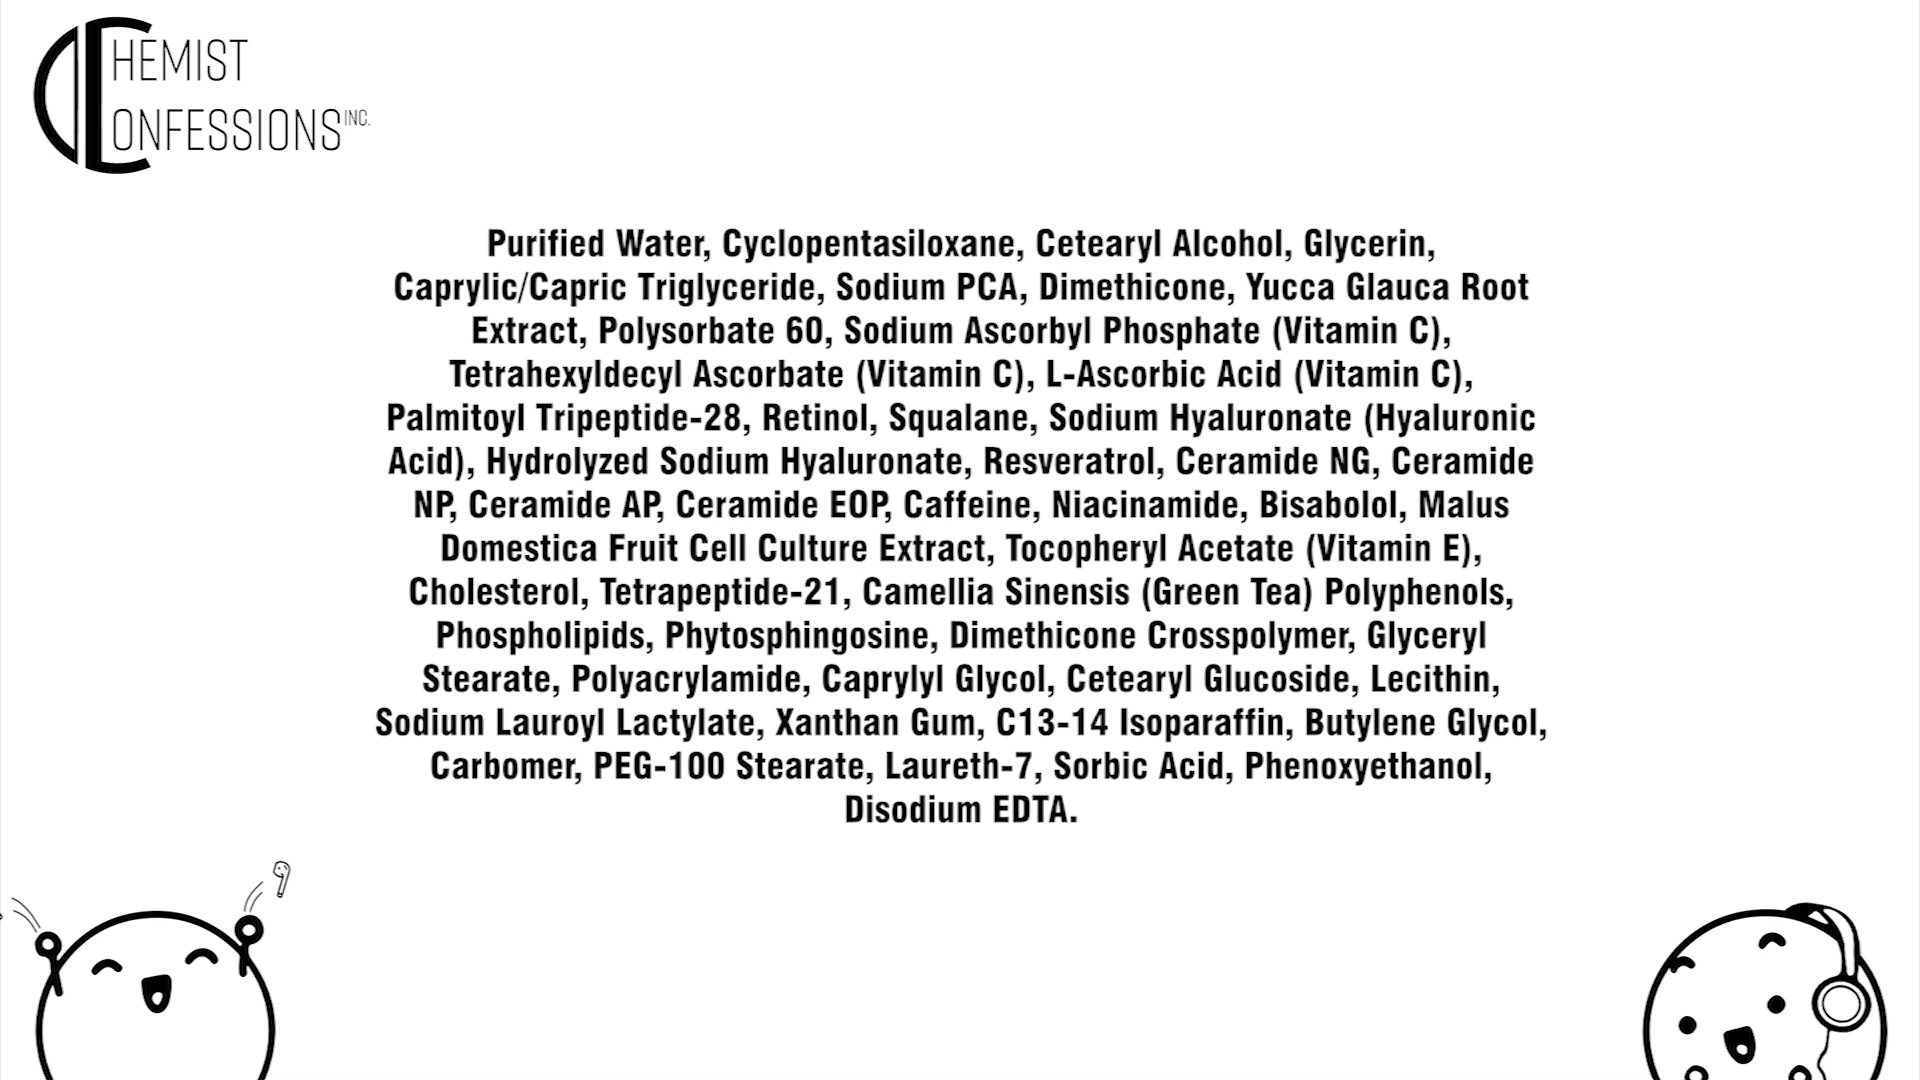 CHEMIST
CONFESSIONS INC.
Purified Water, Cyclopentasiloxane, Cetearyl Alcohol, Glycerin,
Caprylic/Capric Triglyceride, Sodium PCA, Dimethicone, Yucca Glauca Root
Extract, Polysorbate 60, Sodium Ascorbyl Phosphate (Vitamin C),
Tetrahexyldecyl Ascorbate (Vitamin C), L-Ascorbic Acid (Vitamin C),
Palmitoyl Tripeptide-28, Retinol, Squalane, Sodium Hyaluronate (Hyaluronic
Acid), Hydrolyzed Sodium Hyaluronate, Resveratrol, Ceramide NG, Ceramide
NP, Ceramide AP, Ceramide EOP, Caffeine, Niacinamide, Bisabolol, Malus
Domestica Fruit Cell Culture Extract, Tocopheryl Acetate (Vitamin E),
Cholesterol, Tetrapeptide-21, Camellia Sinensis (Green Tea) Polyphenols,
Phospholipids, Phytosphingosine, Dimethicone Crosspolymer, Glyceryl
Stearate, Polyacrylamide, Caprylyl Glycol, Cetearyl Glucoside, Lecithin,
Sodium Lauroyl Lactylate, Xanthan Gum, C13-14 Isoparaffin, Butylene Glycol,
Carbomer, PEG-100 Stearate, Laureth-7, Sorbic Acid, Phenoxyethanol,
Disodium EDTA.